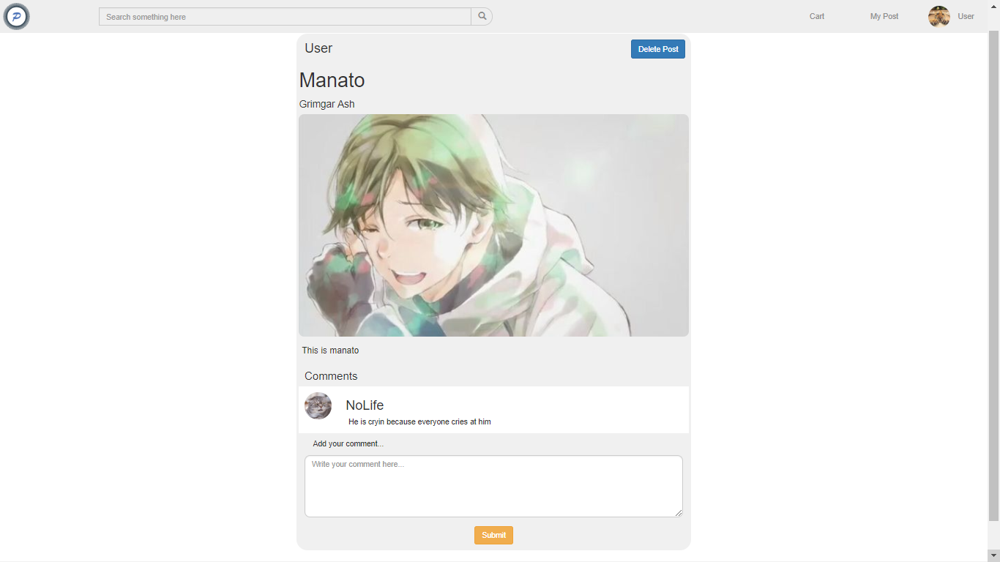 P
Search something here
Cart
My Post
User
User
Delete Post
Manato
Grimgar Ash
This is manato
Comments
NoLife
He is cryin because everyone cries at him
Add your comment...
Write your comment here...
Submit